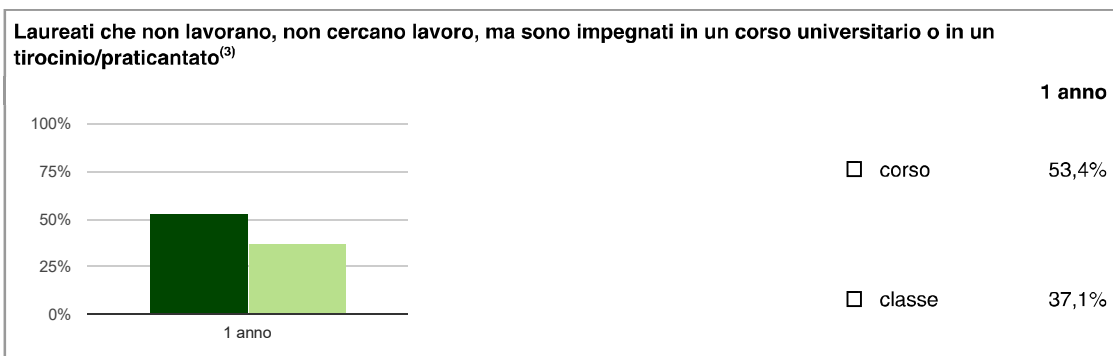 Laureati che non lavorano, non cercano lavoro, ma sono impegnati in un corso universitario o in un
tirocinio/praticantato(3)
1 anno
100%
75%
50%
25%
0%
1 anno
corso 53,4%
classe 37,1%